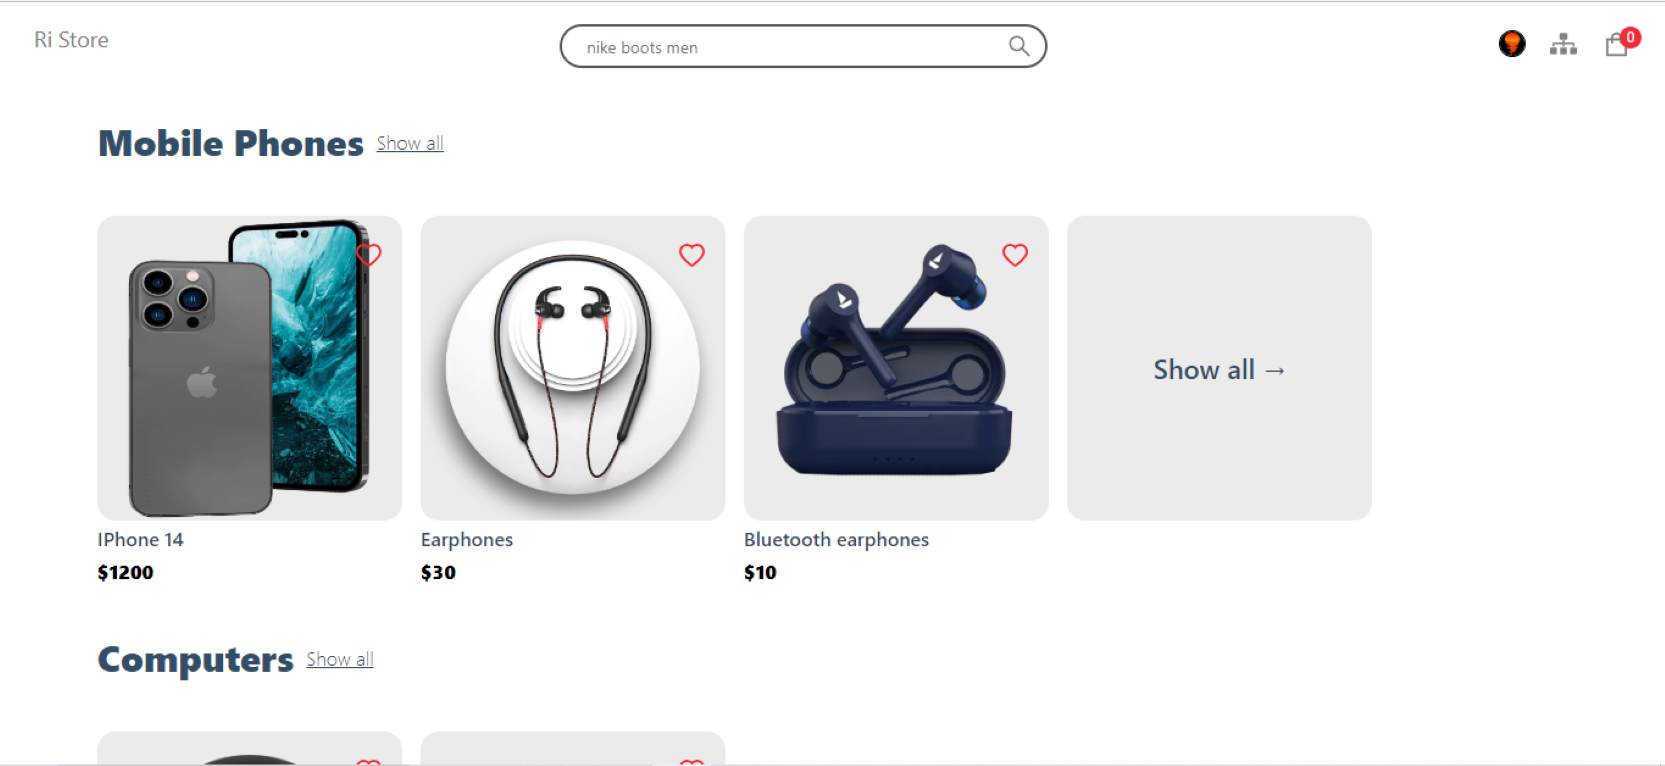 Ri Store
nike boots men
0
Mobile Phones Show all
Show all →
IPhone 14
$1200
Earphones
$30
Bluetooth earphones
$10
Computers Show all